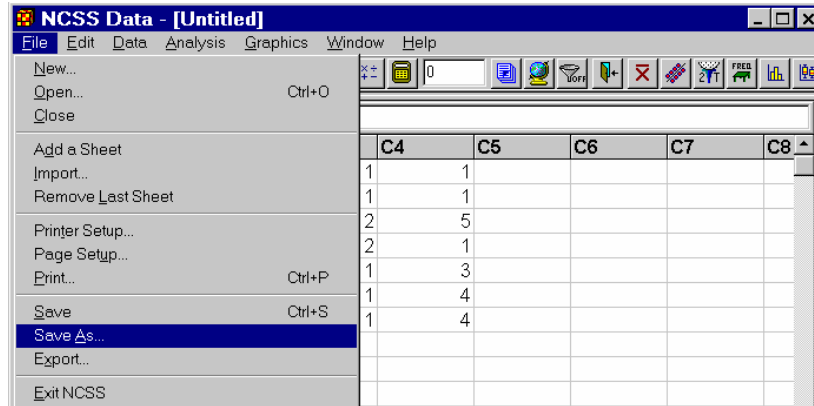 NCSS Data - [Untitled]
File Edit Data Analysis Graphics Window Help
New...
Open... Ctrl+O
Close
Add a Sheet
Import...
Remove Last Sheet
Printer Setup...
Page Setup...
Print... Ctrl+P
Save Ctrl+S
Save As...
Export...
Exit NCSS
0
OFF
2 T
FREQ
C4 C5 C6 C7 C8
1 1
1 1
2 5
2 1
1 3
1 4
1 4